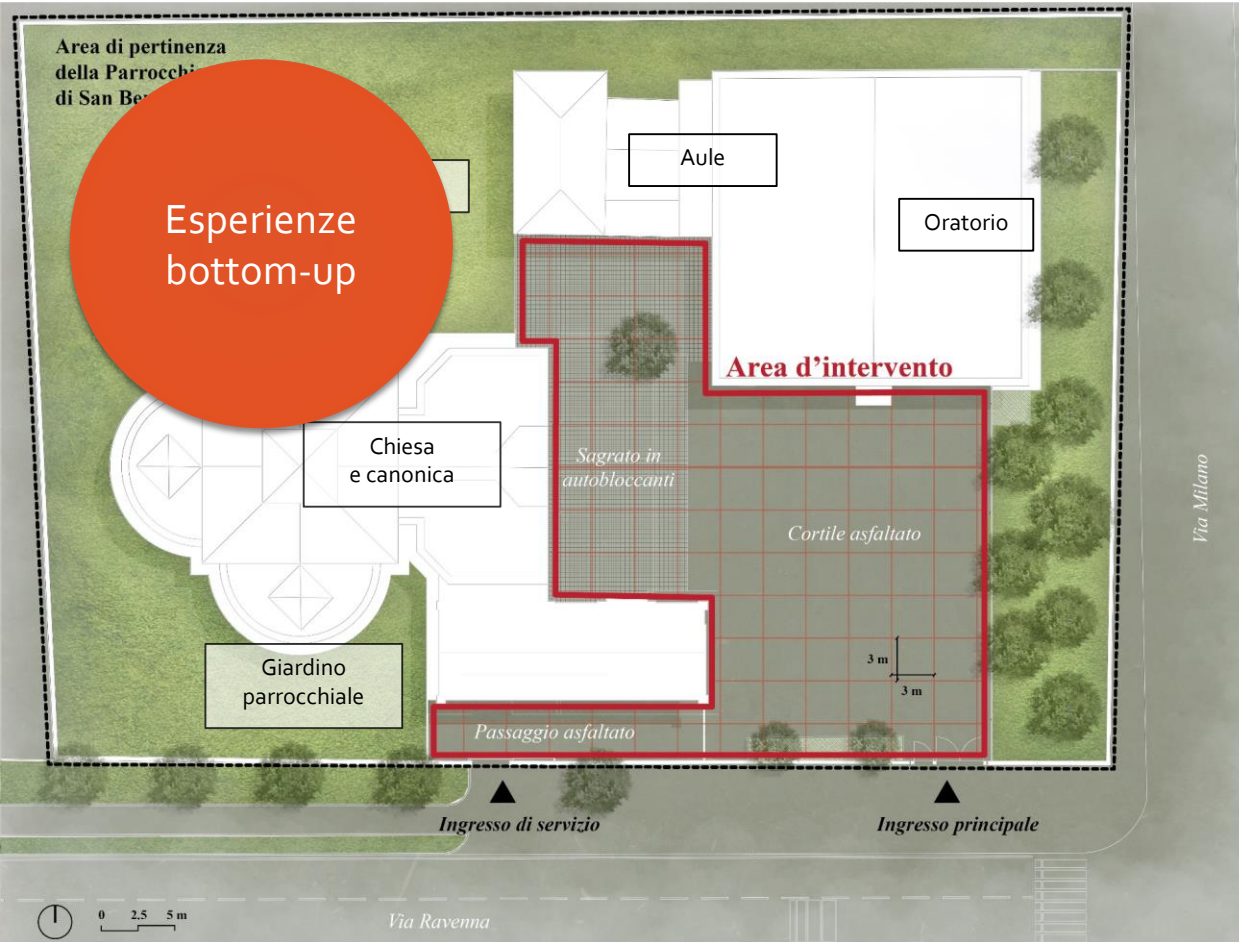 Area di pertinenza
della Parrocchi
di San Be
Esperienze
bottom-up
Aule
Oratorio
Area d'intervento
Chiesa
e canonica
Sagrato in
autobloccanti
Cortile asfaltato
Via Milano
Giardino
parrocchiale
3 m
3 m
Passaggio asfaltato
Ingresso di servizio
Ingresso principale
0 2.5 5 m
Via Ravenna